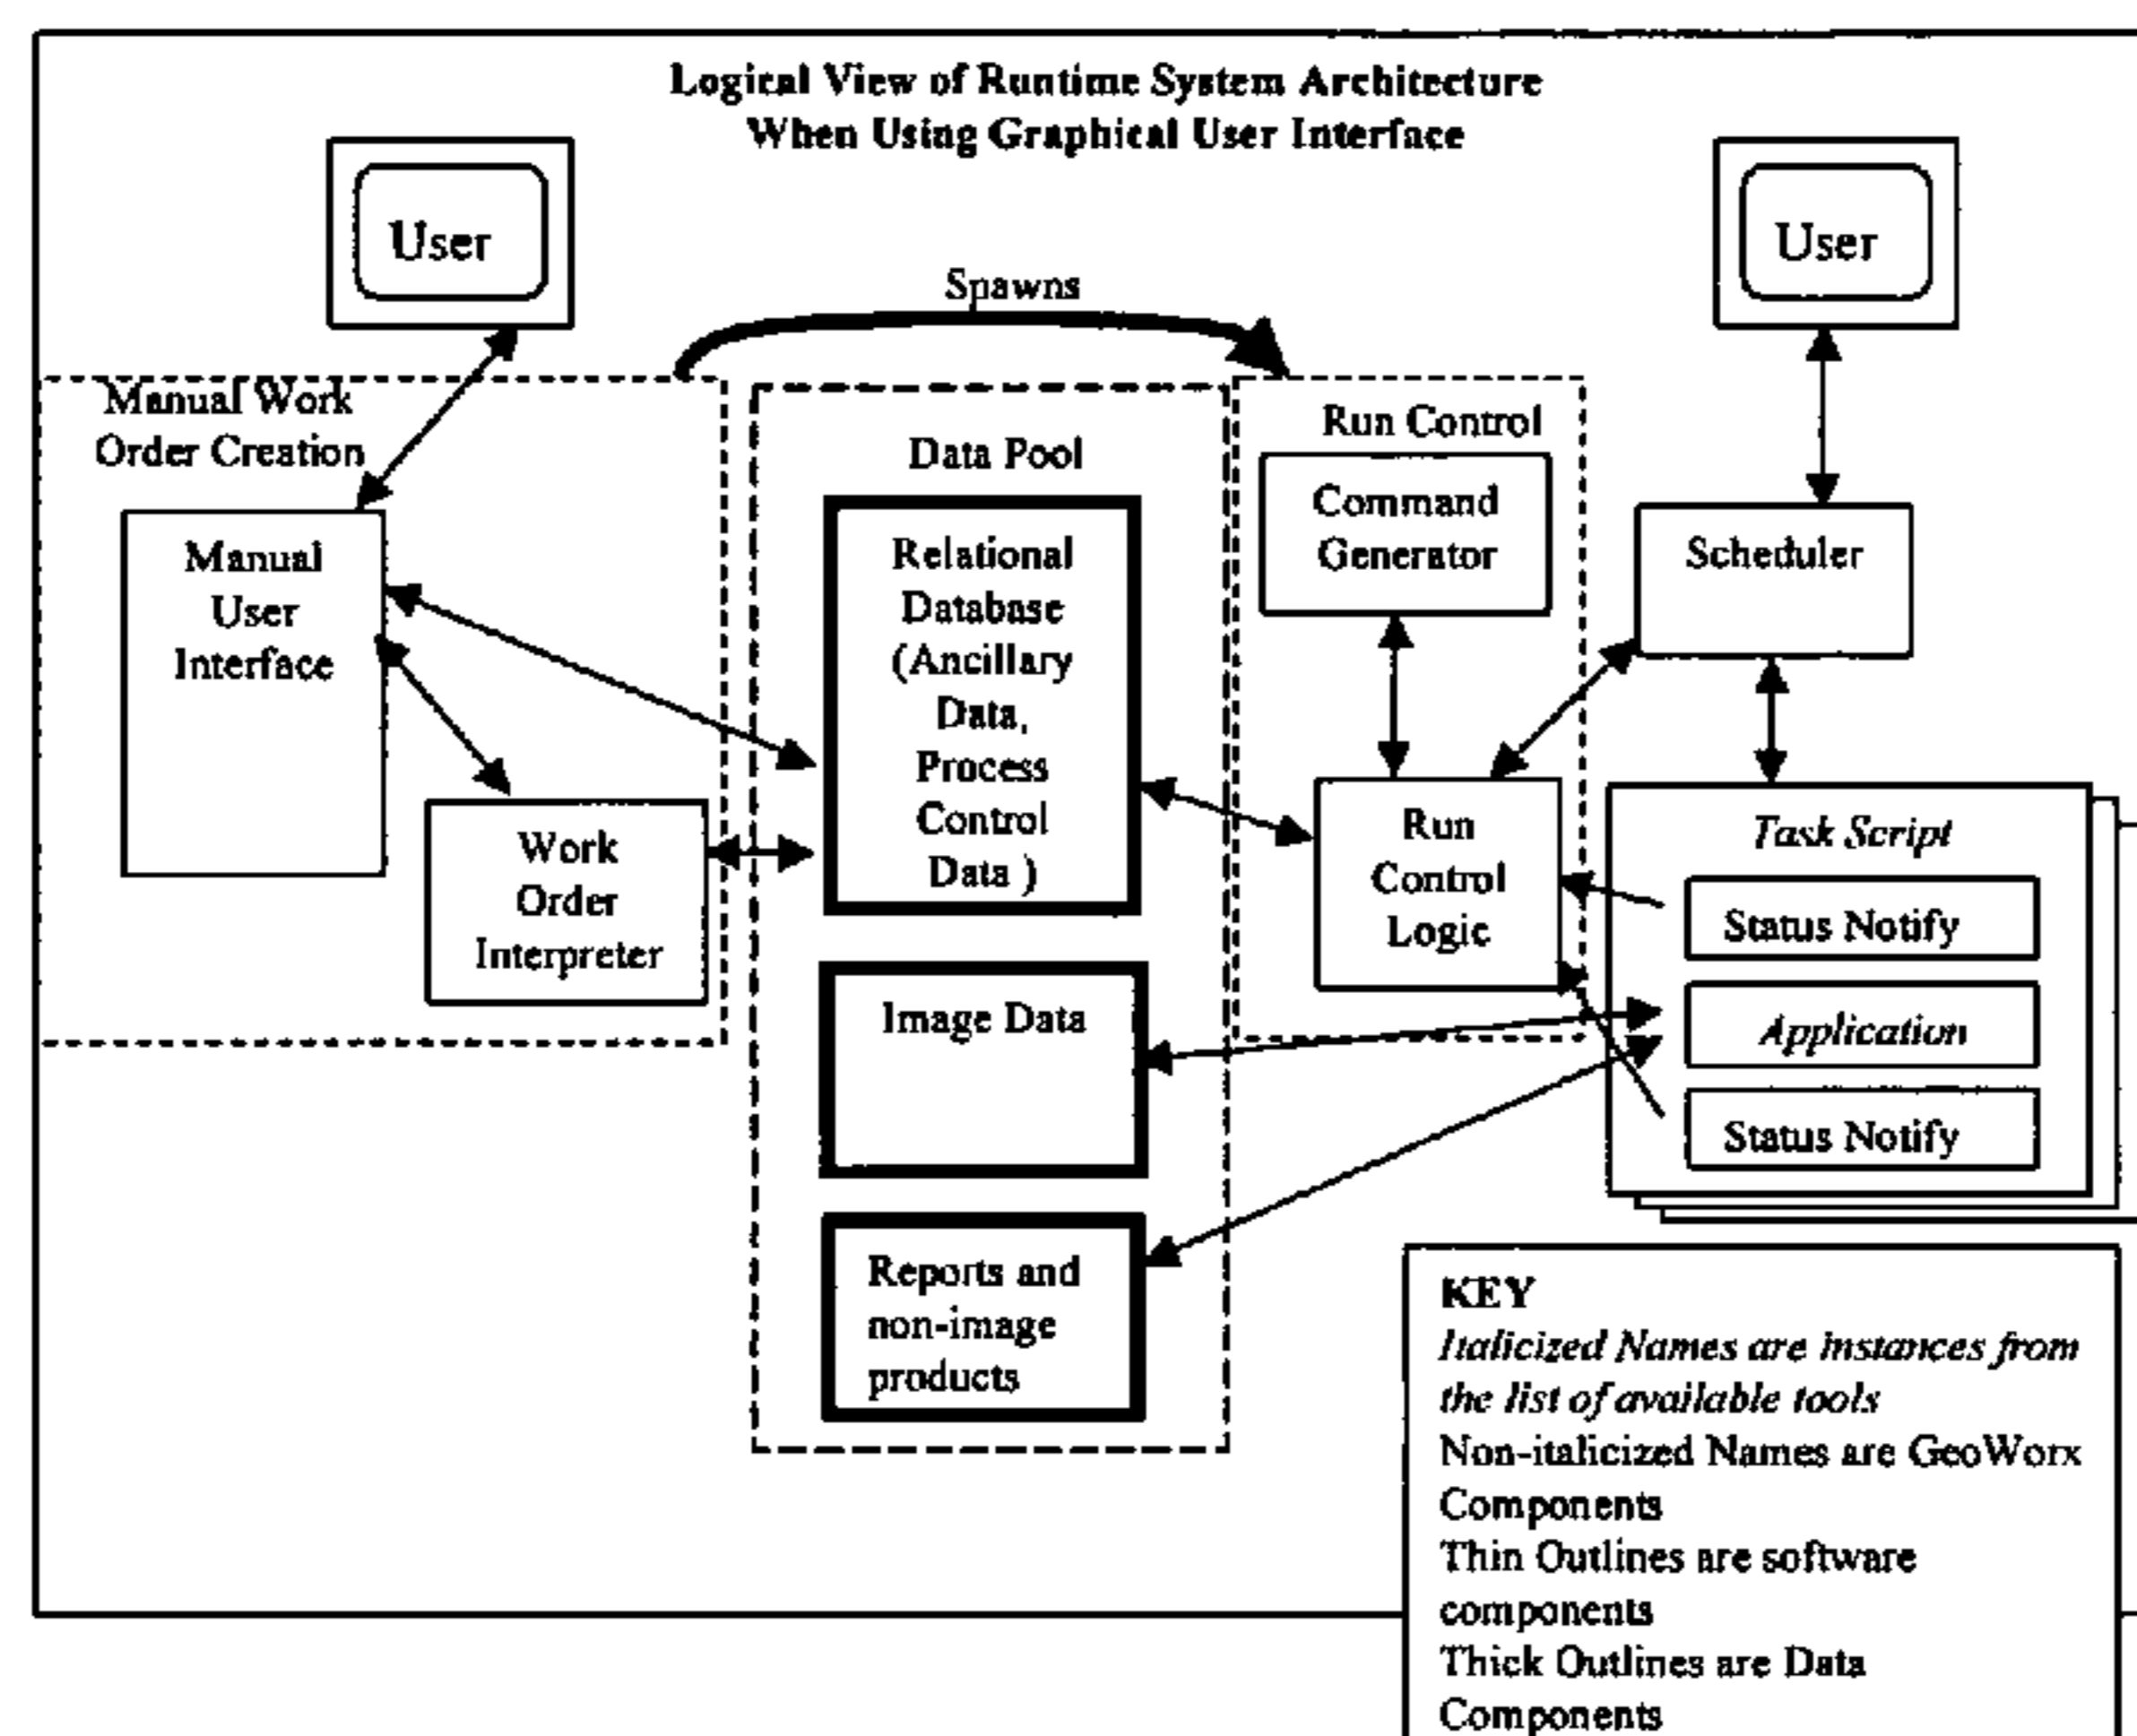 Logical View of Runtime System Architecture
When Using Graphical User Interface
User
User
Spawns
Manual Work
Order Creation
Manual
User
Interface
Work
Order
Interpreter
Data Pool
Relational
Database
(Ancillary
Data,
Process
Control
Data )
Image Data
Reports and
non-image
products
Run Control
Command
Generator
Run
Control
Logic
Scheduler
Task Script
Status Notify
Application
Status Notify
KEY
Italicized Names are instances from
the list of available tools
Non-italicized Names are GeoWorx
Components
Thin Outlines are software
components
Thick Outlines are Data
Components